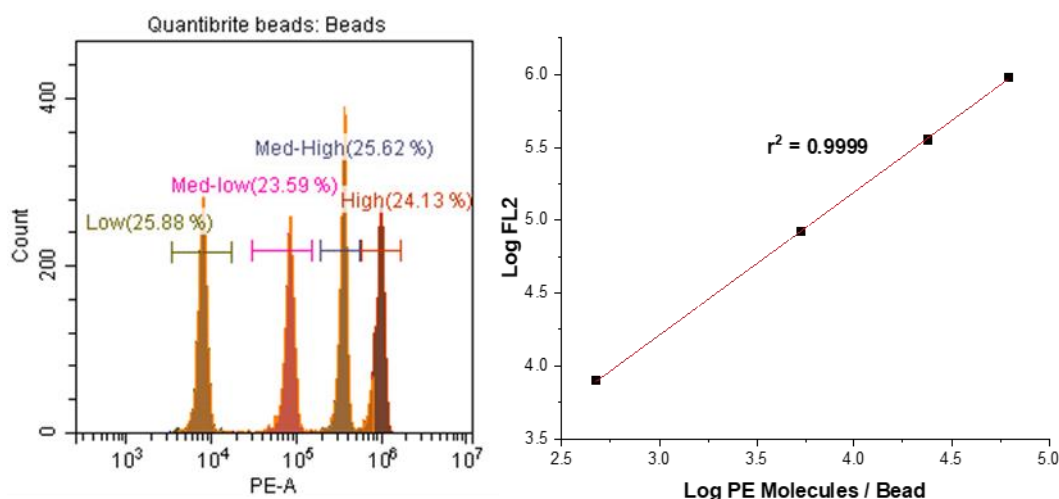 Quantibrite beads: Beads
Count
400
200
0
Med-High(25.62 %)
Med-low(23.59 %)
High(24.13 %)
Low(25.88 %)
10³ 10⁴ 10⁵ 10⁶ 10⁷
PE-A
Log FL2
6.0
5.5
5.0
4.5
4.0
3.5
r² = 0.9999
2.5 3.0 3.5 4.0 4.5 5.0
Log PE Molecules / Bead